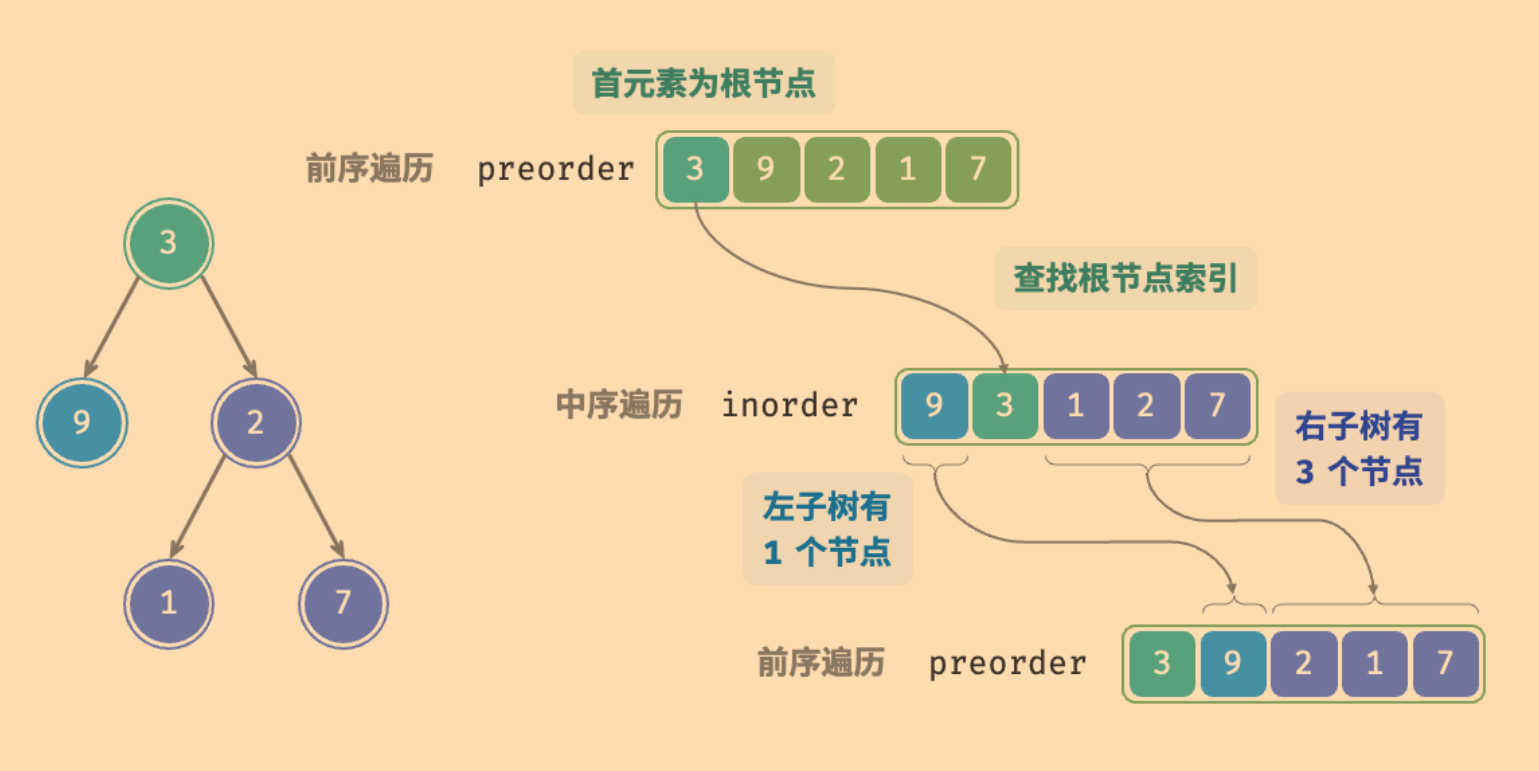 首元素为根节点
前序遍历 preorder 3 9 2 1 7
查找根节点索引
中序遍历 inorder 9 3 1 2 7
左子树有
1 个节点
右子树有
3 个节点
前序遍历 preorder 3 9 2 1 7
3
9 2
1 7